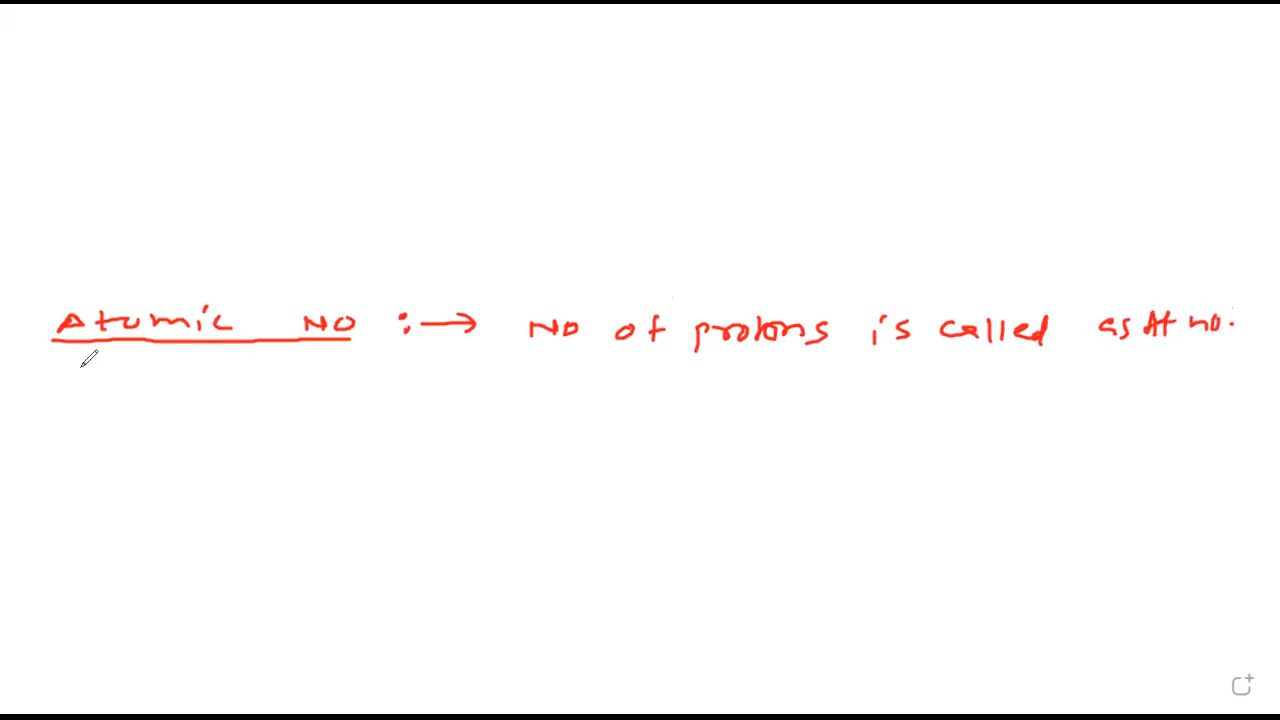 Atomic NO :→ NO of protons is called as At no.